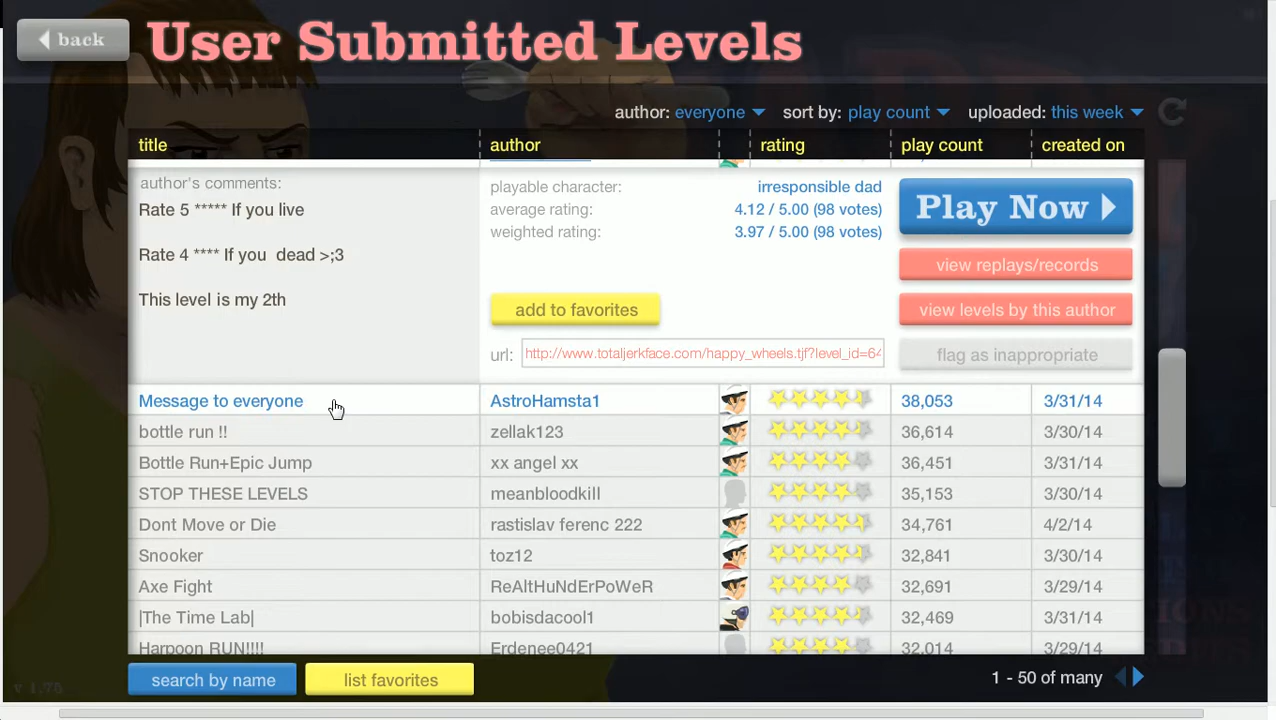 back
User Submitted Levels
author: everyone sort by: play count uploaded: this week
title author rating play count created on
author's comments:
Rate 5 ***** If you live
Rate 4 **** If you dead >;3
This level is my 2th
playable character: irresponsible dad
average rating: 4.12 / 5.00 (98 votes)
weighted rating: 3.97 / 5.00 (98 votes)
add to favorites
url: http://www.totaljerkface.com/happy_wheels.tjf?level_id=64
Play Now
view replays/records
view levels by this author
flag as inappropriate
Message to everyone AstroHamsta1 38,053 3/31/14
bottle run !! zellak123 36,614 3/30/14
Bottle Run+Epic Jump xx angel xx 36,451 3/31/14
STOP THESE LEVELS meanbloodkill 35,153 3/30/14
Dont Move or Die rastislav ferenc 222 34,761 4/2/14
Snooker toz12 32,841 3/30/14
Axe Fight ReAltHuNdErPoWeR 32,691 3/29/14
|The Time Lab| bobisdacool1 32,469 3/31/14
Harpoon RUN!!!! Erdenee0421 32,014 3/29/14
search by name list favorites 1 - 50 of many
v 1.75